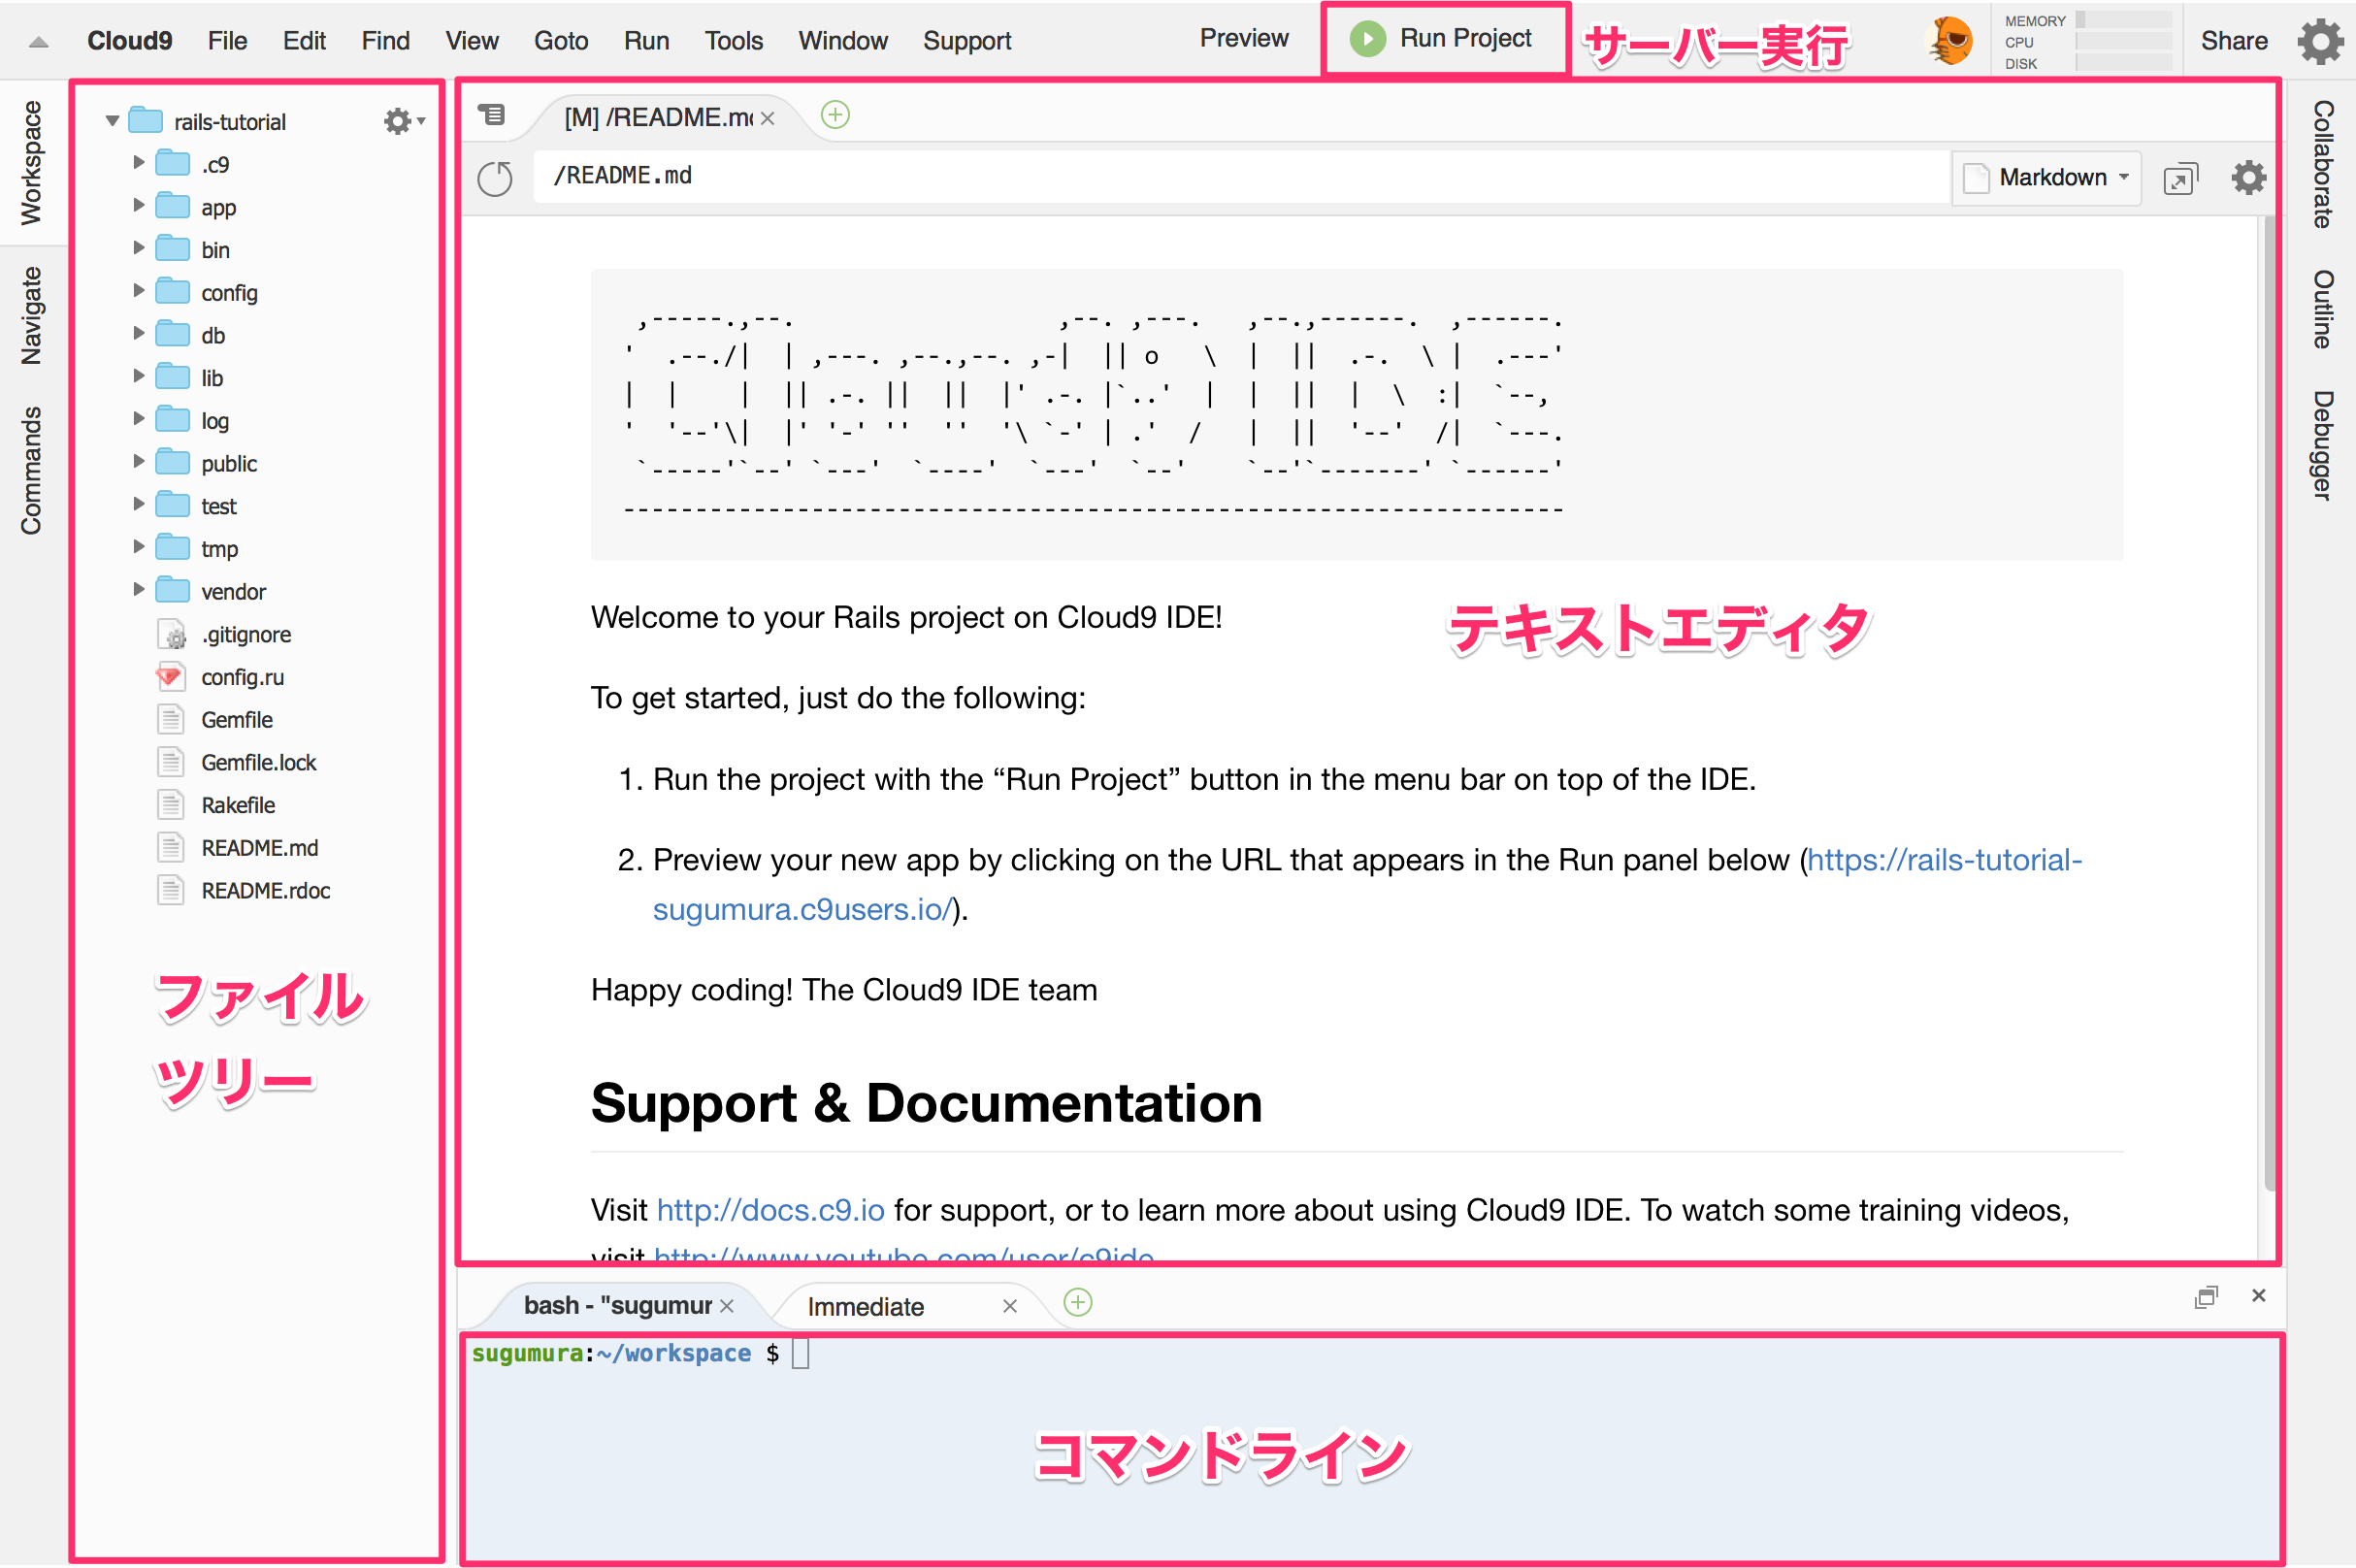 Cloud9 File Edit Find View Goto Run Tools Window Support Preview Run Project サーバー実行 MEMORY CPU DISK Share
Workspace
Navigate
Commands
rails-tutorial
.c9
app
bin
config
db
lib
log
public
test
tmp
vendor
.gitignore
config.ru
Gemfile
Gemfile.lock
Rakefile
README.md
README.rdoc
ファイル
ツリー
[M] /README.m
/README.md Markdown
Welcome to your Rails project on Cloud9 IDE!
テキストエディタ
To get started, just do the following:
1. Run the project with the “Run Project” button in the menu bar on top of the IDE.
2. Preview your new app by clicking on the URL that appears in the Run panel below (https://rails-tutorial-
sugumura.c9users.io/).
Happy coding! The Cloud9 IDE team
Support & Documentation
Visit http://docs.c9.io for support, or to learn more about using Cloud9 IDE. To watch some training videos,
visit http://www.youtube.com/user/c9ide
bash - "sugumur Immediate
sugumura:~/workspace $
コマンドライン
Collaborate
Outline
Debugger